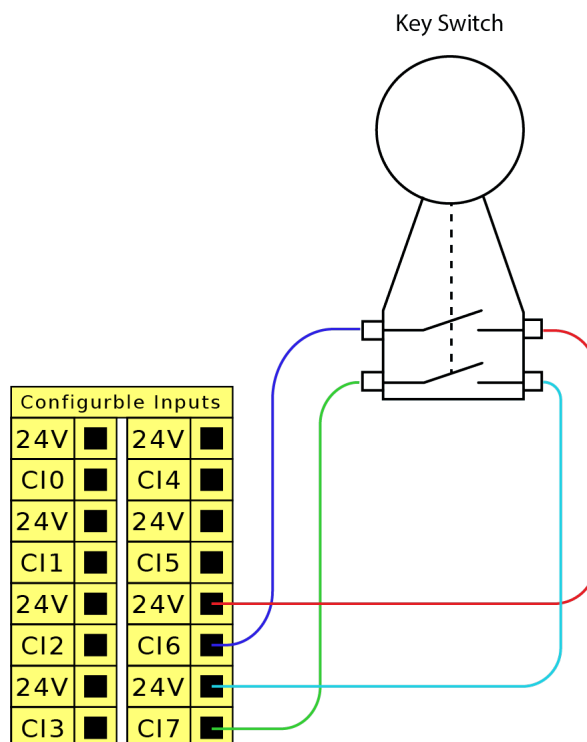 Key Switch
Configurble Inputs
24V 24V
CI0 CI4
24V 24V
CI1 CI5
24V 24V
CI2 CI6
24V 24V
CI3 CI7